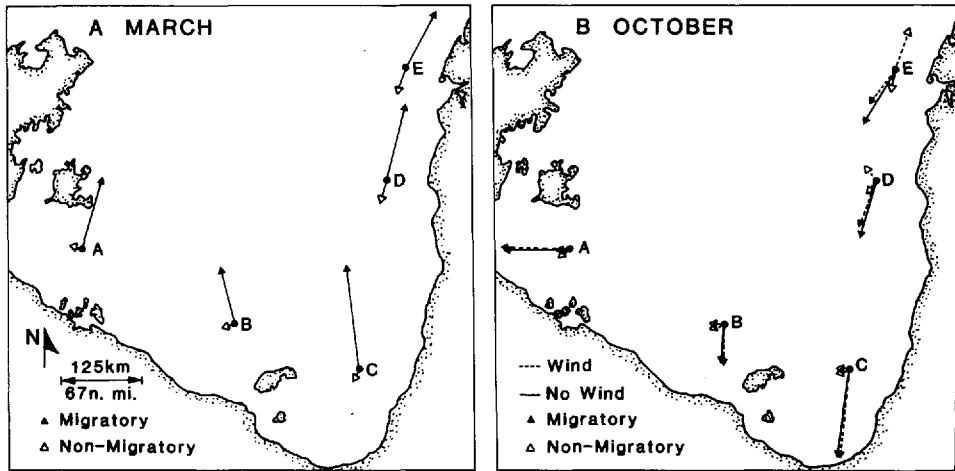 A MARCH
E
D
A
B
C
N
125km
67n. mi.
Migratory
Non-Migratory
B OCTOBER
E
D
A
B
C
Wind
No Wind
Migratory
Non-Migratory